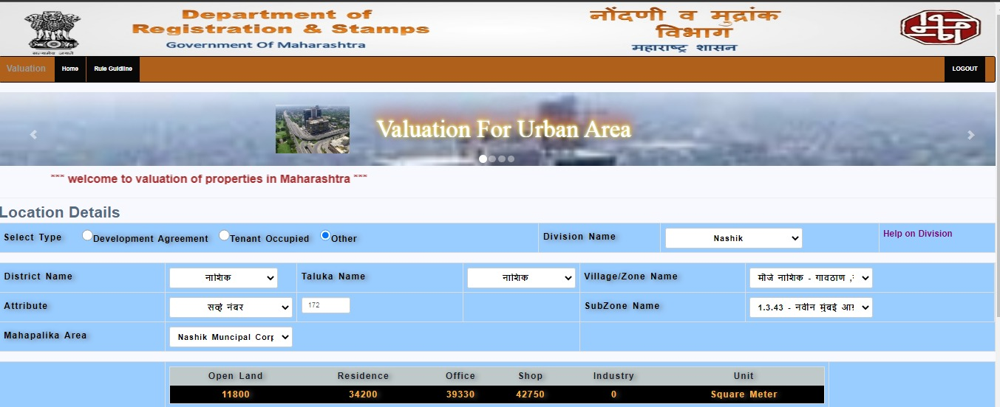 Department of
Registration & Stamps
Government Of Maharashtra
नोंदणी व मुद्रांक
विभाग
महाराष्ट्र शासन
सत्यमेव जयते
Valuation Home Rule Guidline LOGOUT
Valuation For Urban Area
*** welcome to valuation of properties in Maharashtra ***
Location Details
Select Type Development Agreement Tenant Occupied Other Division Name Nashik Help on Division
District Name नाशिक Taluka Name नाशिक Village/Zone Name मौजे नाशिक - गावठाण ,
Attribute सर्व्हे नंबर 172 SubZone Name 1.3.43 - नवीन मुंबई
Mahapalika Area Nashik Muncipal Corp
Open Land Residence Office Shop Industry Unit
11800 34200 39330 42750 0 Square Meter